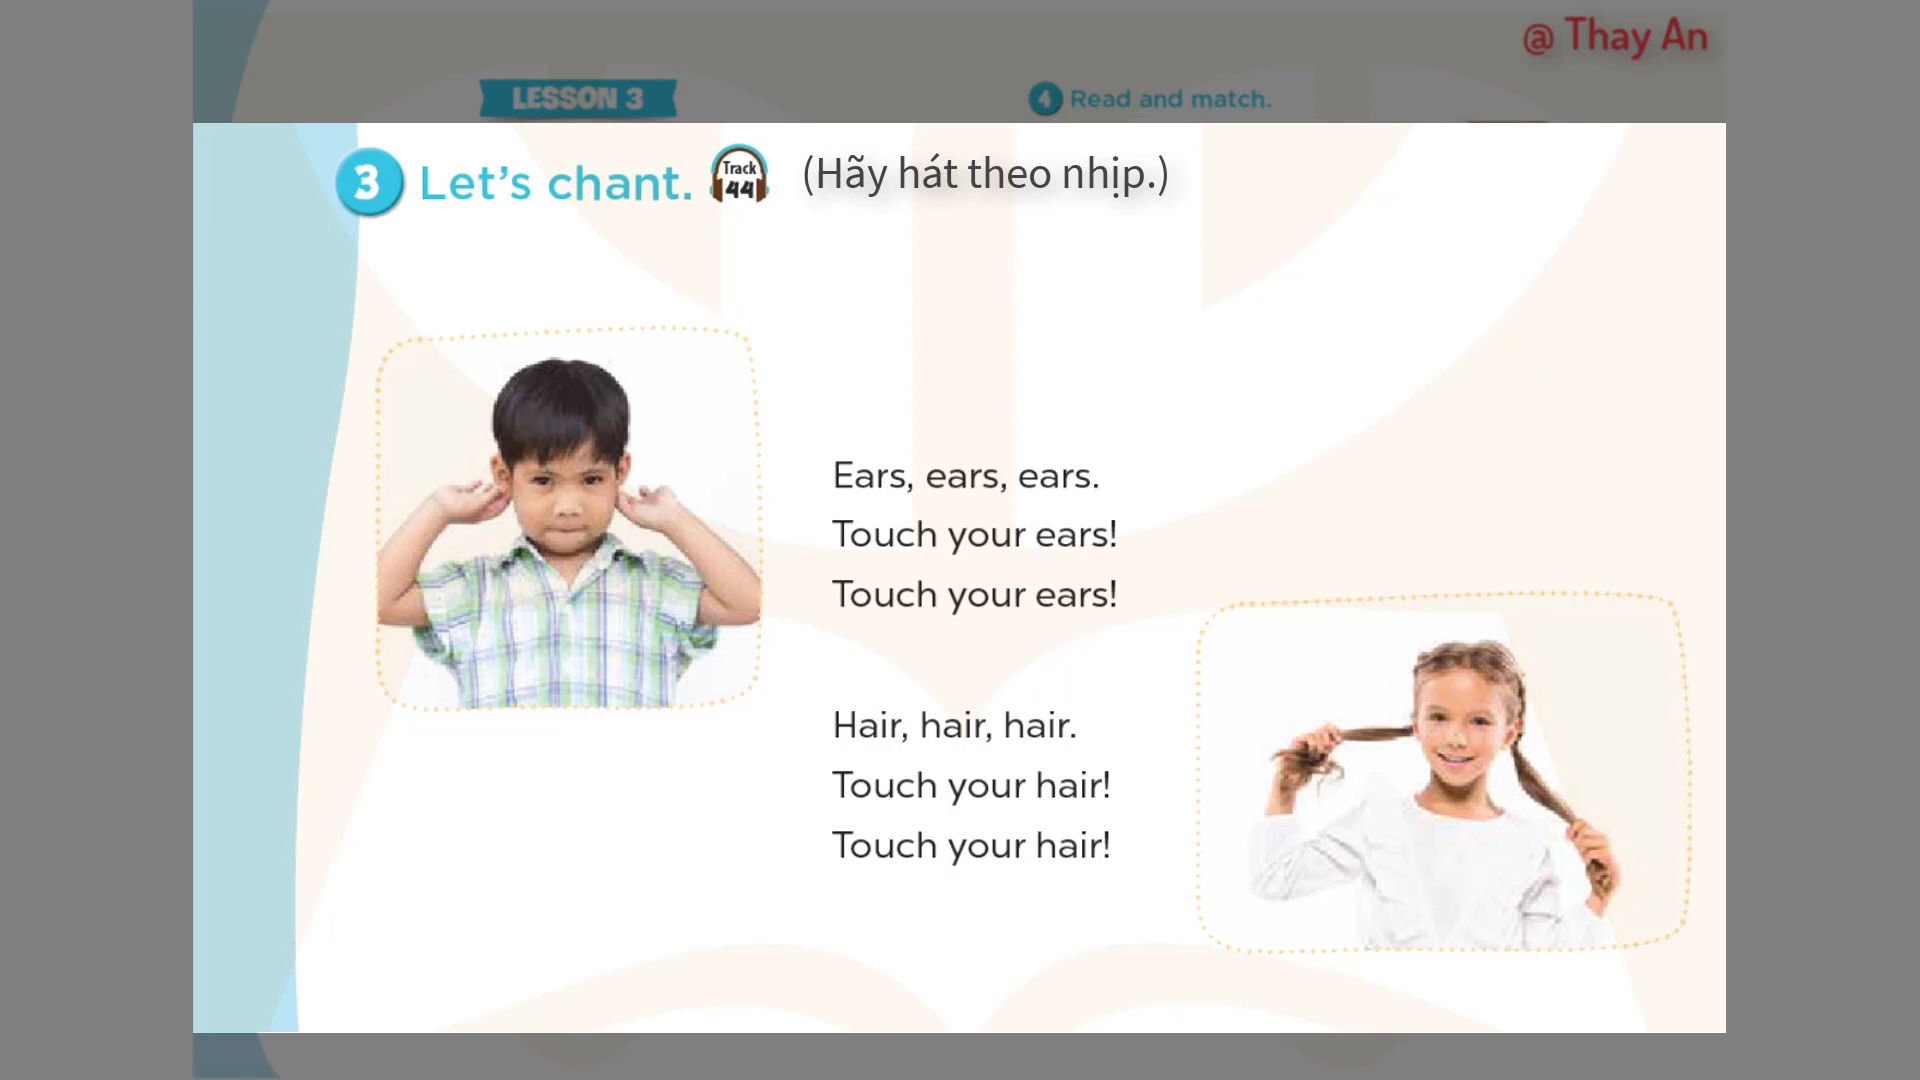 @ Thay An
LESSON 3
4 Read and match.
3 Let's chant. Track 44 (Hãy hát theo nhịp.)
Ears, ears, ears.
Touch your ears!
Touch your ears!
Hair, hair, hair.
Touch your hair!
Touch your hair!